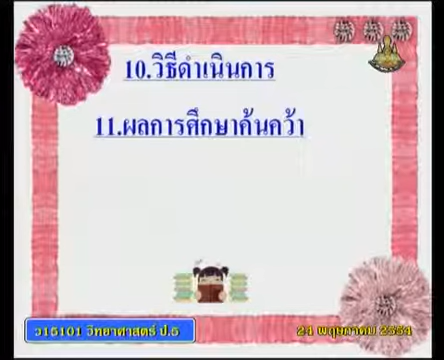 10.วิธีดำเนินการ
11.ผลการศึกษาค้นคว้า
ว15101 วิทยาศาสตร์ ป.5
24 พฤษภาคม 2554